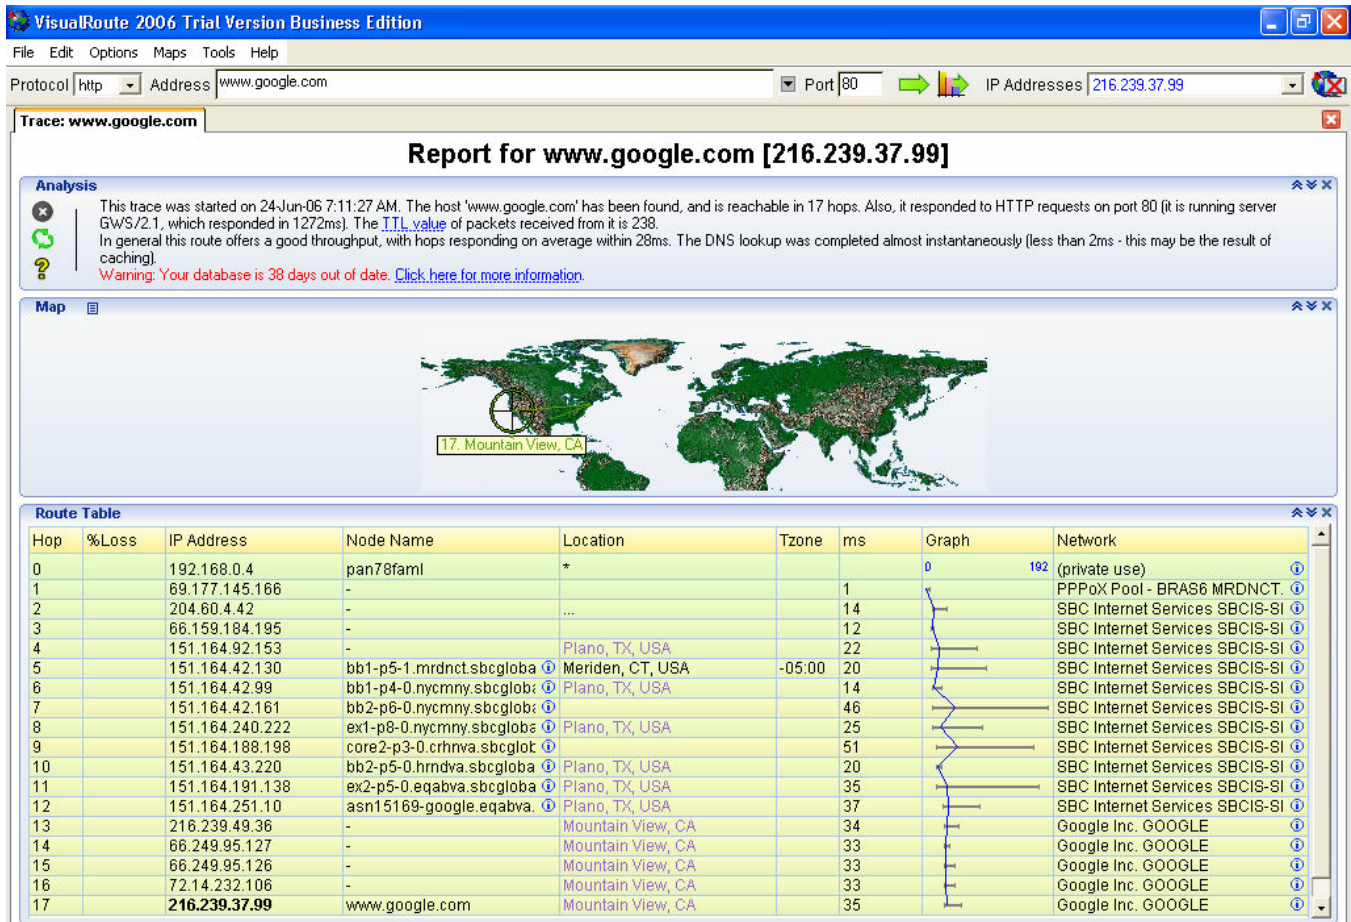 VisualRoute 2006 Trial Version Business Edition
File Edit Options Maps Tools Help
Protocol http Address www.google.com Port 80 IP Addresses 216.239.37.99
Trace: www.google.com
Report for www.google.com [216.239.37.99]
Analysis
This trace was started on 24-Jun-06 7:11:27 AM. The host 'www.google.com' has been found, and is reachable in 17 hops. Also, it responded to HTTP requests on port 80 (it is running server
GWS/2.1, which responded in 1272ms). The TTL value of packets received from it is 238.
In general this route offers a good throughput, with hops responding on average within 28ms. The DNS lookup was completed almost instantaneously (less than 2ms - this may be the result of
caching).
Warning: Your database is 38 days out of date. Click here for more information.
Map
17. Mountain View, CA
Route Table
Hop %Loss IP Address Node Name Location Tzone ms Graph Network
0 192.168.0.4 pan78faml * 0 192 (private use)
1 69.177.145.166 - 1 PPPoX Pool - BRAS6 MRDNCT.
2 204.60.4.42 - ... 14 SBC Internet Services SBCIS-SI
3 66.159.184.195 - 12 SBC Internet Services SBCIS-SI
4 151.164.92.153 - Plano, TX, USA 22 SBC Internet Services SBCIS-SI
5 151.164.42.130 bb1-p5-1.mrdnct.sbcgloba Meriden, CT, USA -05:00 20 SBC Internet Services SBCIS-SI
6 151.164.42.99 bb1-p4-0.nycmny.sbcgloba Plano, TX, USA 14 SBC Internet Services SBCIS-SI
7 151.164.42.161 bb2-p6-0.nycmny.sbcgloba 46 SBC Internet Services SBCIS-SI
8 151.164.240.222 ex1-p8-0.nycmny.sbcgloba Plano, TX, USA 25 SBC Internet Services SBCIS-SI
9 151.164.188.198 core2-p3-0.crhnva.sbcglob 51 SBC Internet Services SBCIS-SI
10 151.164.43.220 bb2-p5-0.hrndva.sbcgloba Plano, TX, USA 20 SBC Internet Services SBCIS-SI
11 151.164.191.138 ex2-p5-0.eqabva.sbcgloba Plano, TX, USA 35 SBC Internet Services SBCIS-SI
12 151.164.251.10 asn15169-google.eqabva. Plano, TX, USA 37 SBC Internet Services SBCIS-SI
13 216.239.49.36 - Mountain View, CA 34 Google Inc. GOOGLE
14 66.249.95.127 - Mountain View, CA 33 Google Inc. GOOGLE
15 66.249.95.126 - Mountain View, CA 33 Google Inc. GOOGLE
16 72.14.232.106 - Mountain View, CA 33 Google Inc. GOOGLE
17 216.239.37.99 www.google.com Mountain View, CA 35 Google Inc. GOOGLE